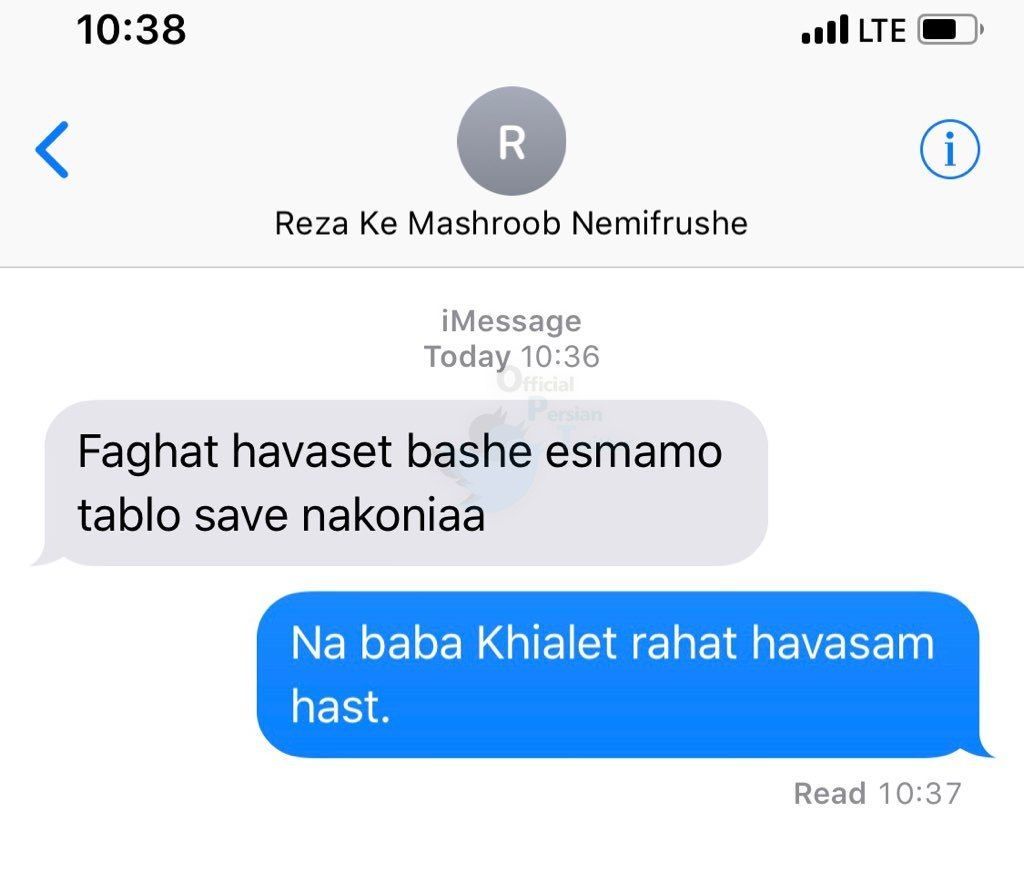 10:38
LTE
R
i
Reza Ke Mashroob Nemifrushe
iMessage
Today 10:36
Official
Persian
Faghat havaset bashe esmamo
tablo save nakoniaa
Na baba Khialet rahat havasam
hast.
Read 10:37